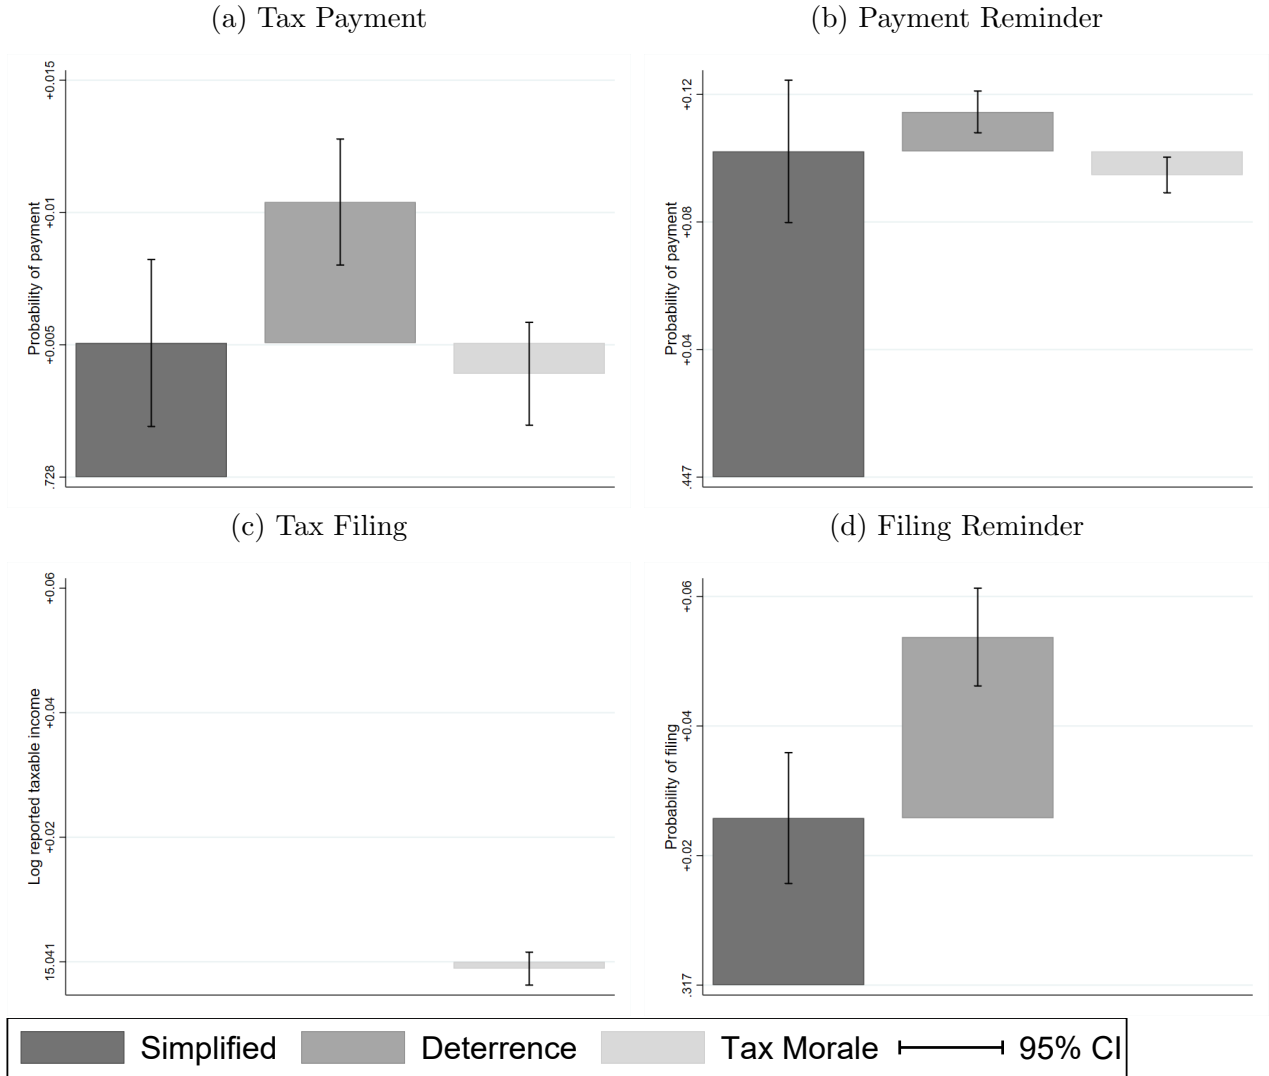 (a) Tax Payment
Probability of payment
+0.015
+0.01
+0.005
.728
(b) Payment Reminder
Probability of payment
+0.12
+0.08
+0.04
.447
(c) Tax Filing
Log reported taxable income
+0.06
+0.04
+0.02
15.041
(d) Filing Reminder
Probability of filing
+0.06
+0.04
+0.02
.317
Simplified Deterrence Tax Morale 95% CI